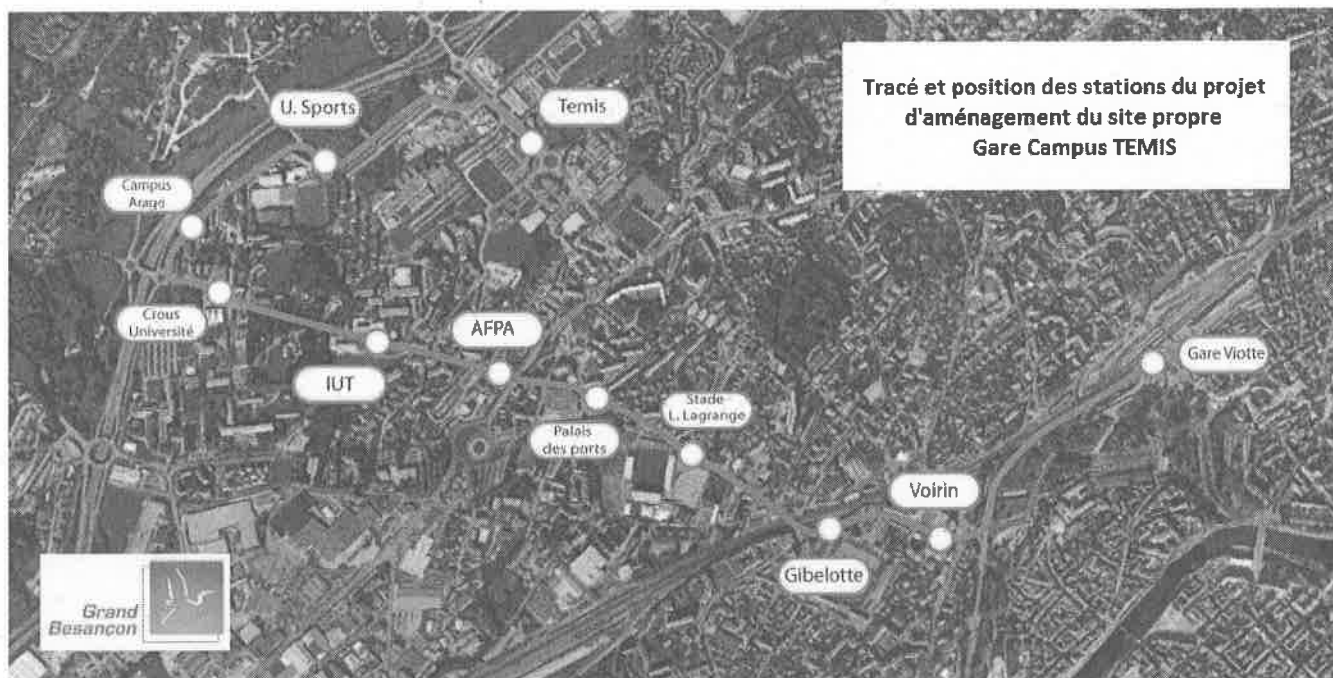 Tracé et position des stations du projet
d'aménagement du site propre
Gare Campus TEMIS
U. Sports
Temis
Campus
Arago
Crous
Université
AFPA
IUT
Gare Viotte
Stade
L. Lagrange
Palais
des ports
Voirin
Gibelotte
Grand
Besançon